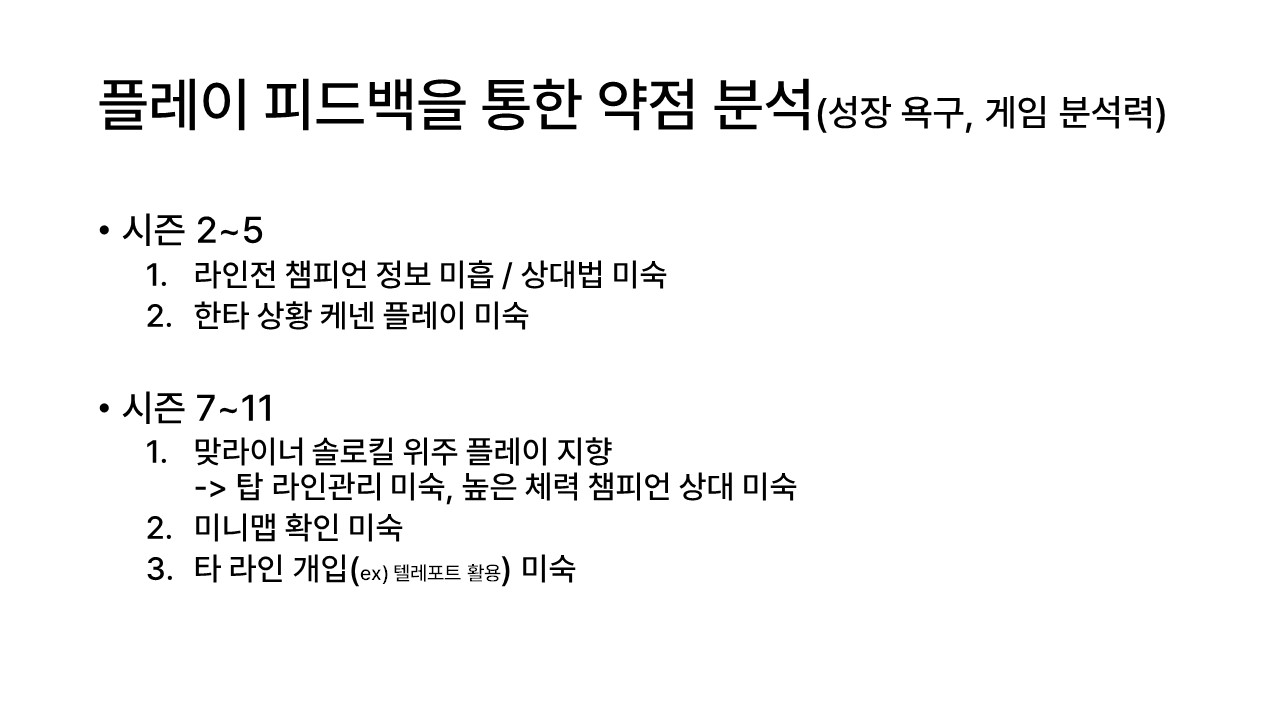 플레이 피드백을 통한 약점 분석(성장 욕구, 게임 분석력)
• 시즌 2~5
1. 라인전 챔피언 정보 미흡 / 상대법 미숙
2. 한타 상황 케넨 플레이 미숙
• 시즌 7~11
1. 맞라이너 솔로킬 위주 플레이 지향
-> 탑 라인관리 미숙, 높은 체력 챔피언 상대 미숙
2. 미니맵 확인 미숙
3. 타 라인 개입(ex) 텔레포트 활용) 미숙